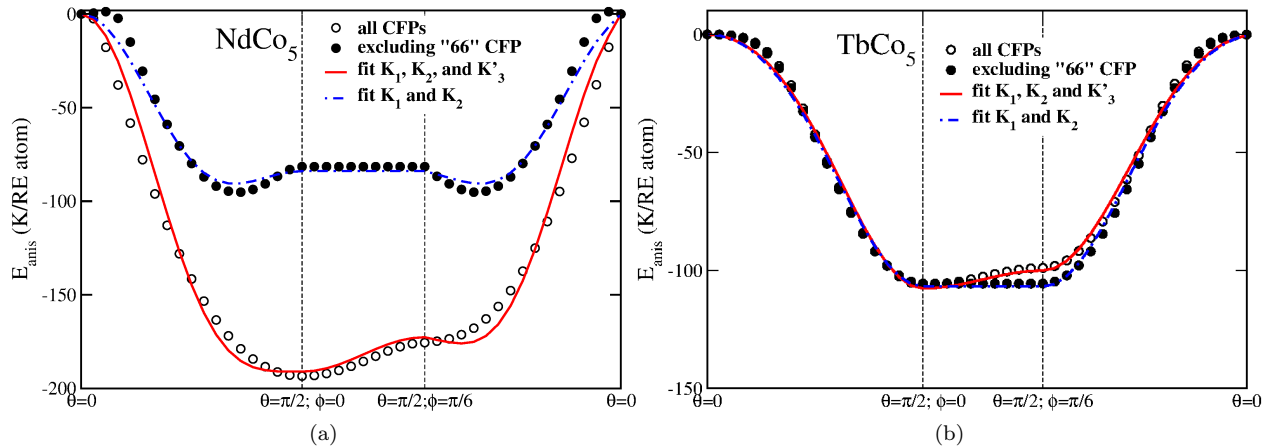 NdCo5
all CFPs
excluding "66" CFP
fit K1, K2, and K'3
fit K1 and K2
0
-50
-100
-150
-200
Eanis (K/RE atom)
θ=0
θ=π/2; ϕ=0
θ=π/2;ϕ=π/6
θ=0
(a)
TbCo5
all CFPs
excluding "66" CFP
fit K1, K2 and K'3
fit K1 and K2
0
-50
-100
-150
Eanis (K/RE atom)
θ=0
θ=π/2; ϕ=0
θ=π/2; ϕ=π/6
θ=0
(b)